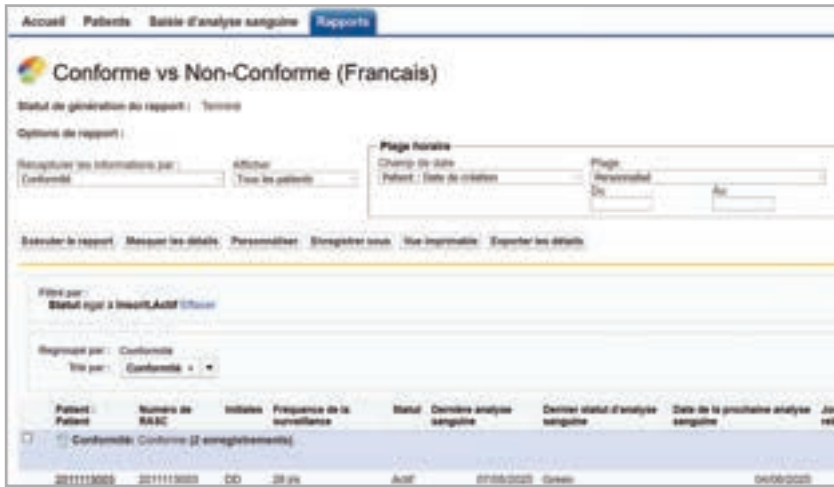 Accueil Patients Saisie d'analyse sanguine Rapports
Conforme vs Non-Conforme (Francais)
Statut de génération du rapport : Terminé
Options de rapport :
Plage horaire
Récapituler les informations par : Afficher Champ de date Plage
Conformité Tous les patients Patient : Date de création Personnalisé
Du Au
Exécuter le rapport Masquer les détails Personnaliser Enregistrer sous Vue imprimable Exporter les détails
Filtré par :
Statut égal à Inscrit,Actif Effacer
Regroupé par : Conformité
Trié par : Conformité
Patient : Numéro de Initiales Fréquence de la Statut Dernière analyse Dernier statut d'analyse Date de la prochaine analyse
Patient RASC surveillance sanguine sanguine sanguine
Conformité: Conforme (2 enregistrements)
2011113003 2011113003 DD 28 jrs Actif 07/05/2025 Green 04/06/2025